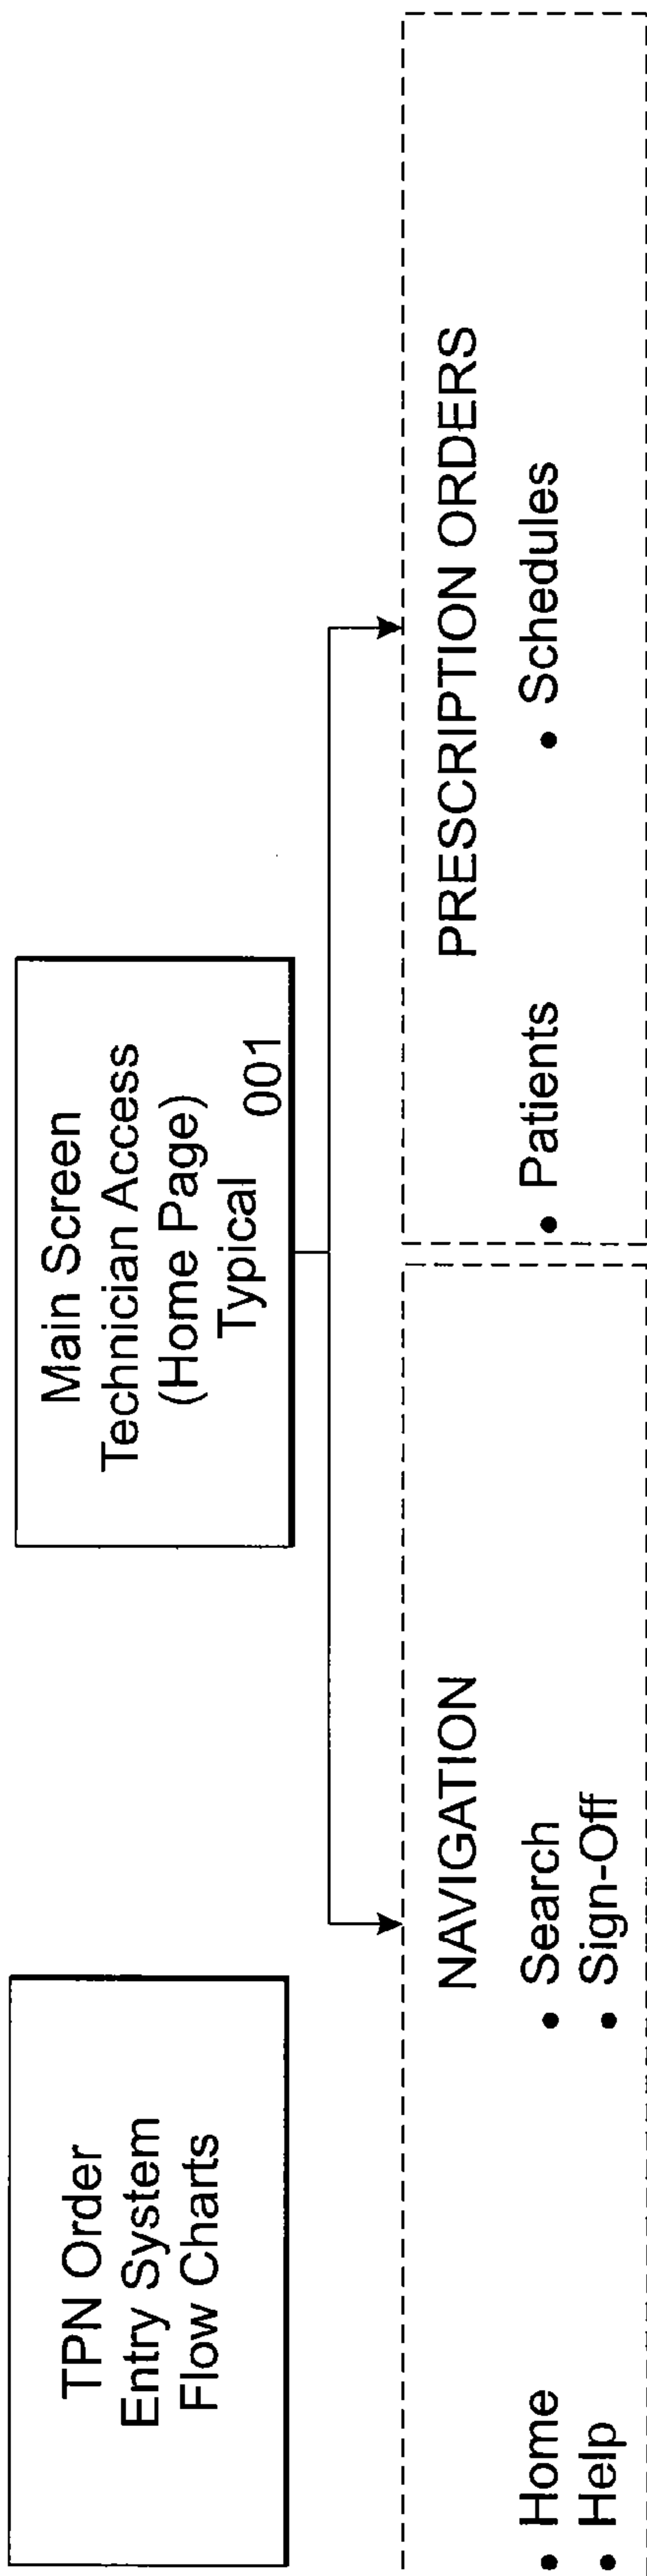 TPN Order
Entry System
Flow Charts
Main Screen
Technician Access
(Home Page)
Typical 001
NAVIGATION
• Home • Search
• Help • Sign-Off
PRESCRIPTION ORDERS
• Patients • Schedules